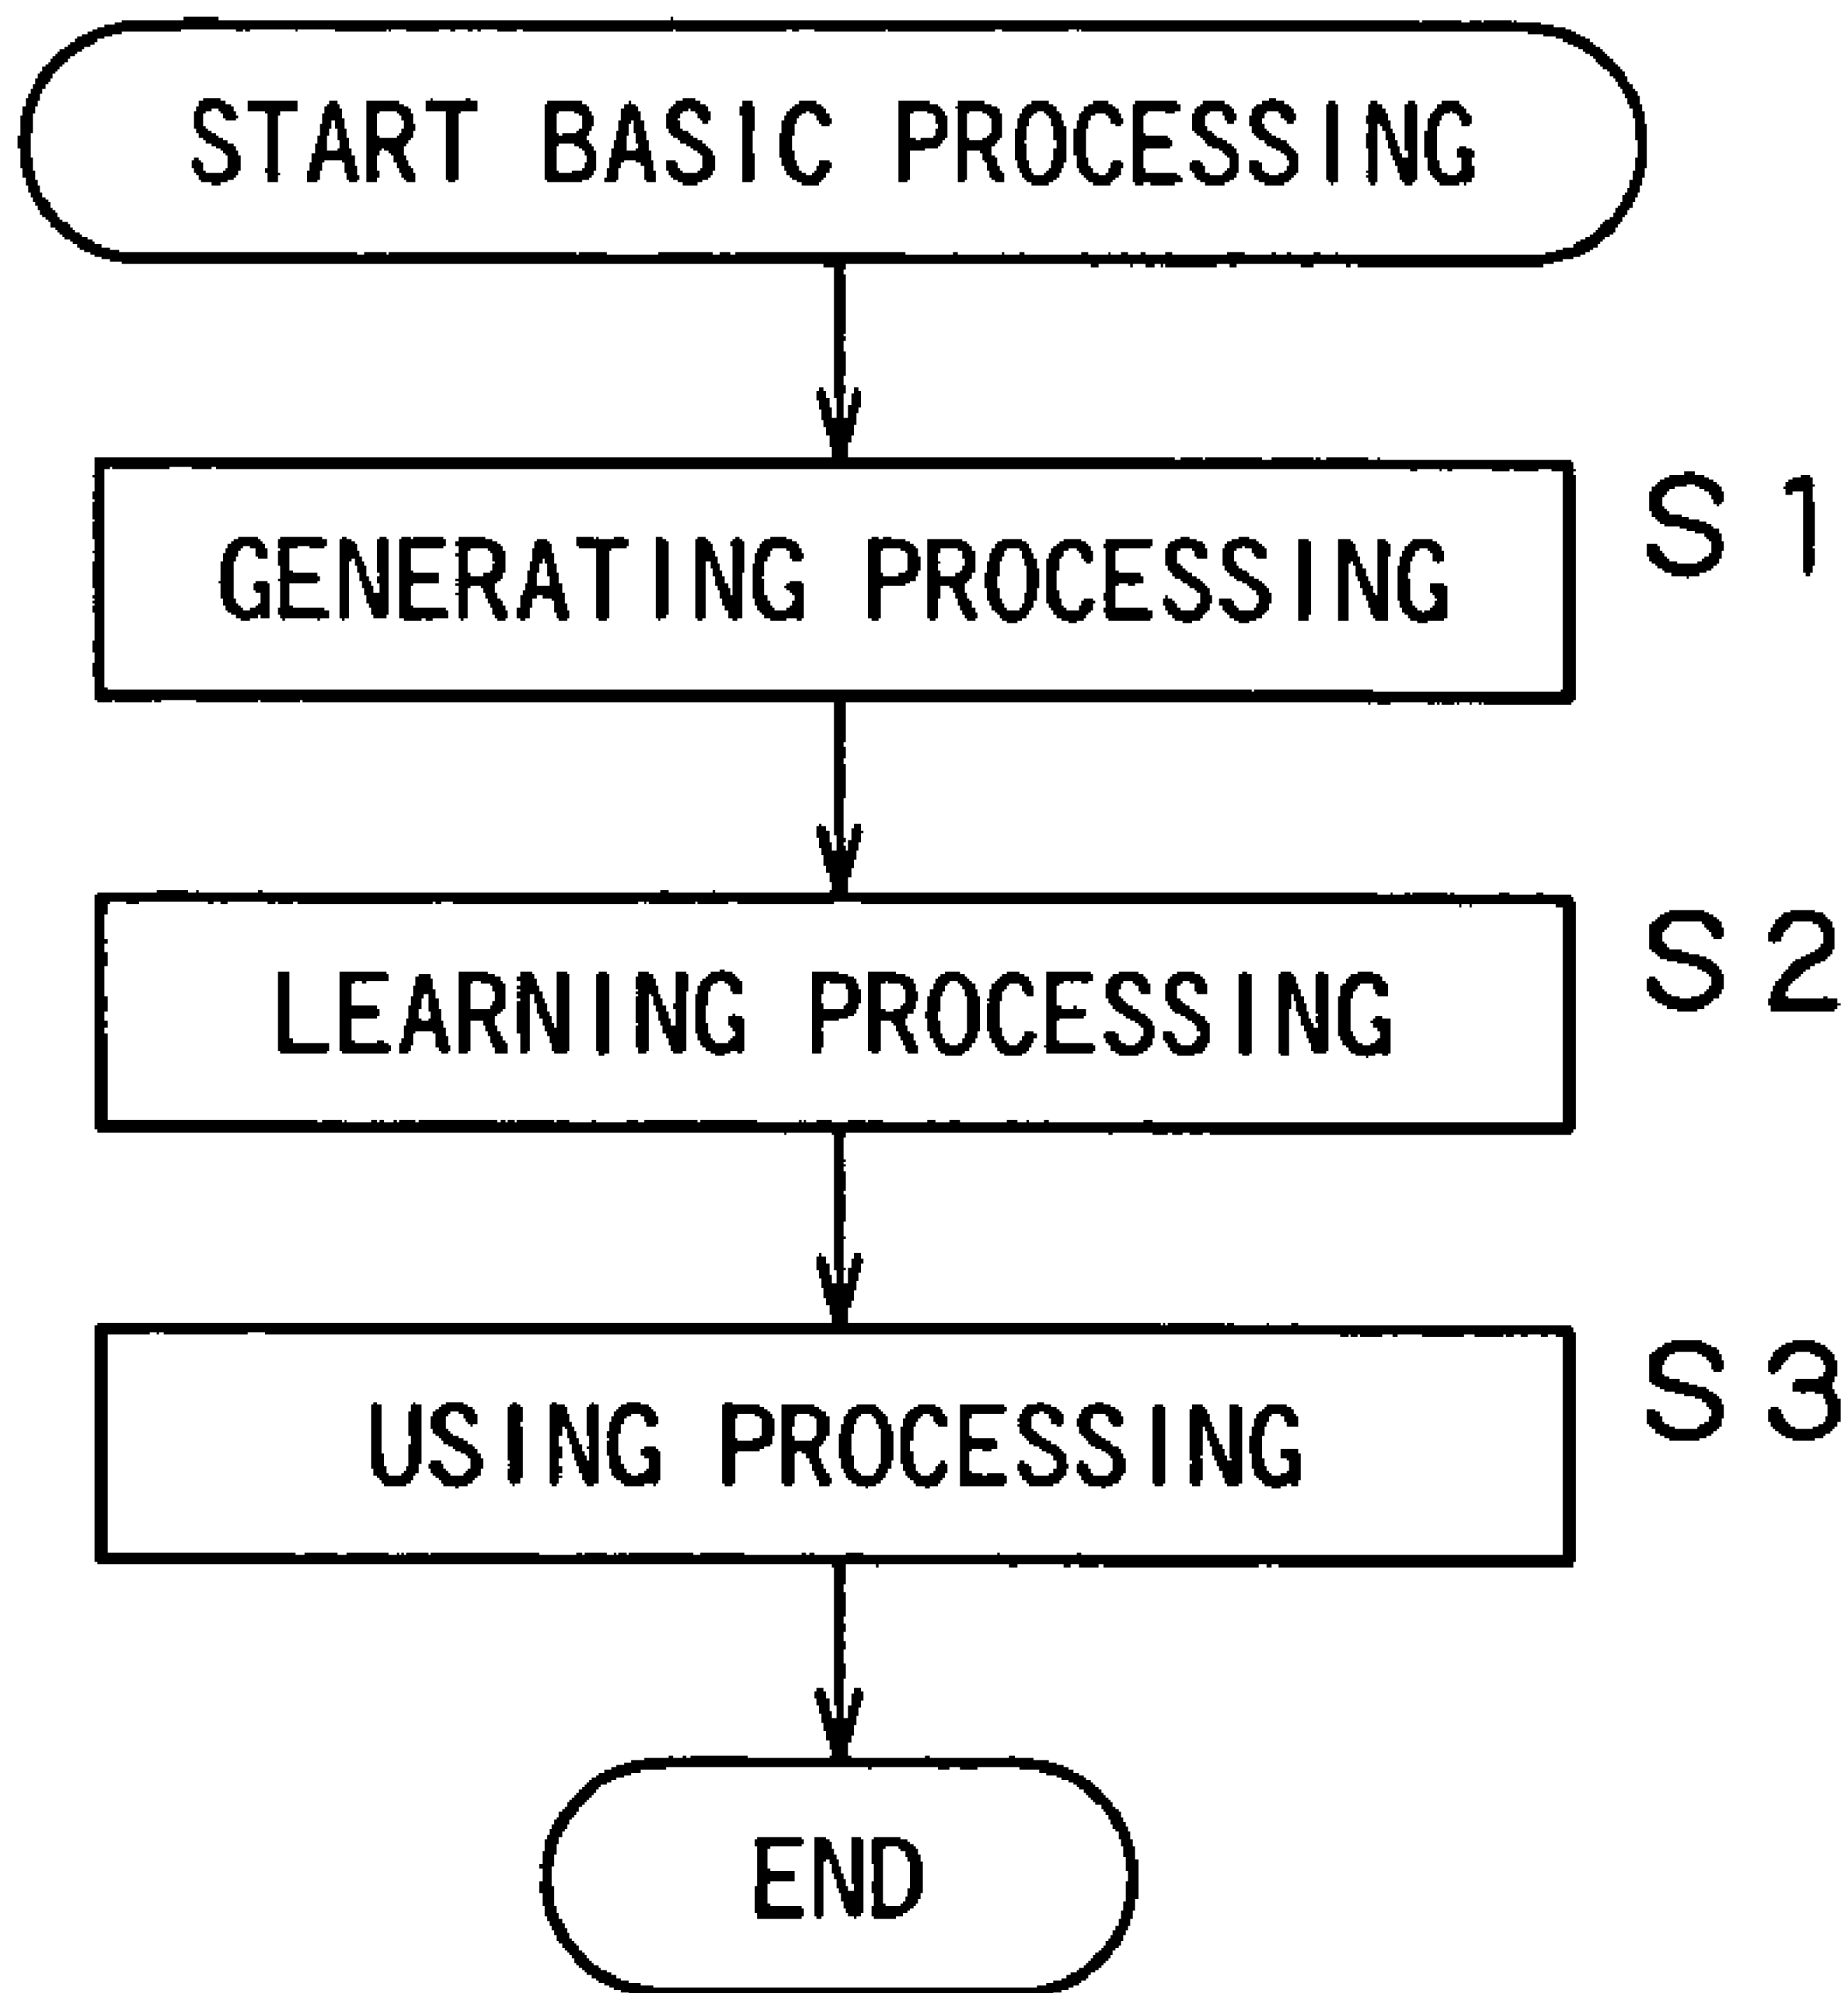 START BASIC PROCESSING
GENERATING PROCESSING S1
LEARNING PROCESSING S2
USING PROCESSING S3
END